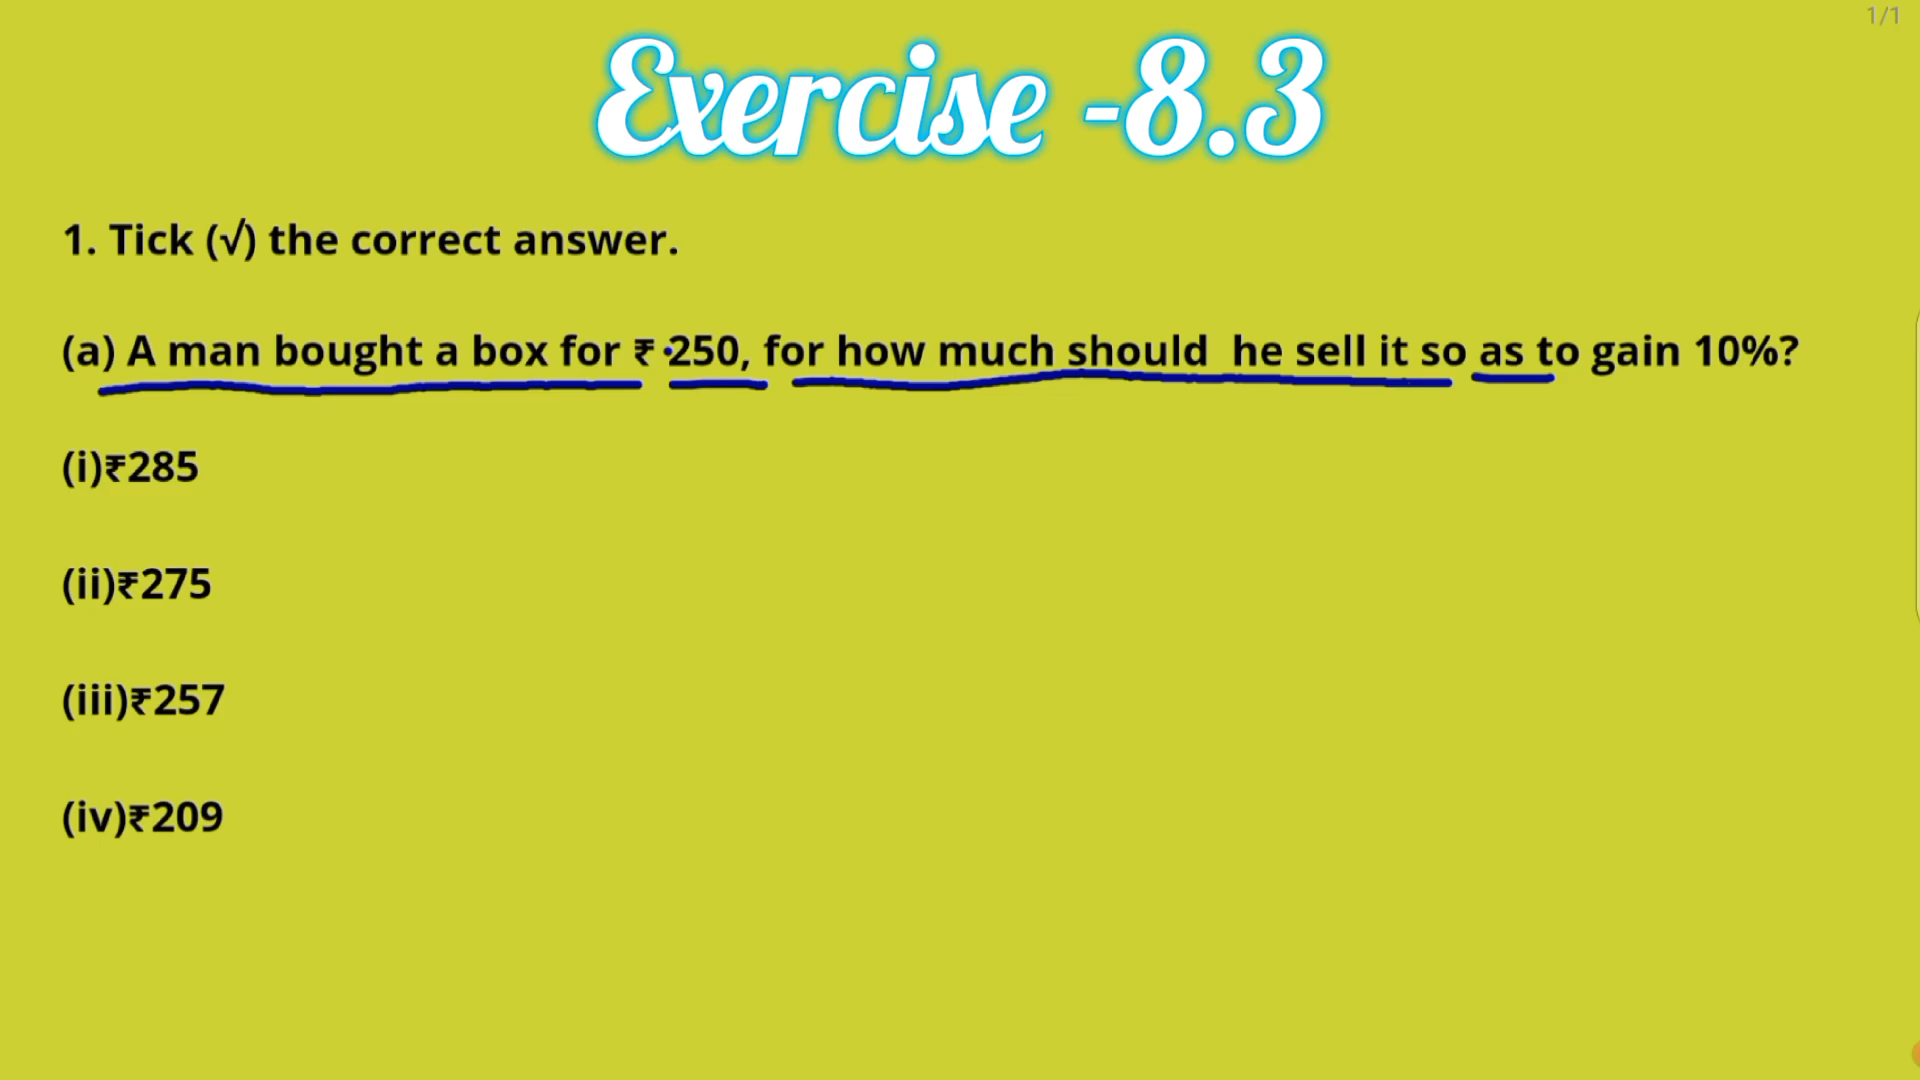 1/1
Exercise -8.3
1. Tick (√) the correct answer.
(a) A man bought a box for ₹ 250, for how much should he sell it so as to gain 10%?
(i)₹285
(ii)₹275
(iii)₹257
(iv)₹209